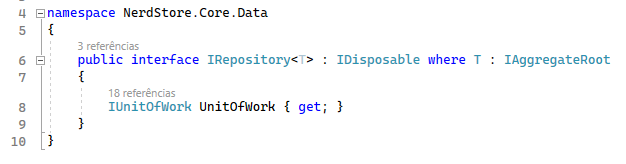 4 namespace NerdStore.Core.Data
5 {
3 referências
6 public interface IRepository<T> : IDisposable where T : IAggregateRoot
7 {
18 referências
8 IUnitOfWork UnitOfWork { get; }
9 }
10 }